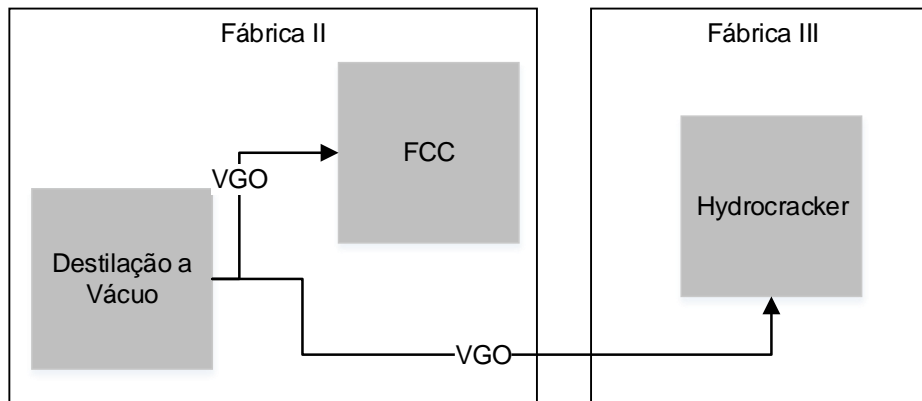 Fábrica II
Fábrica III
FCC
VGO
Hydrocracker
Destilação a
Vácuo
VGO